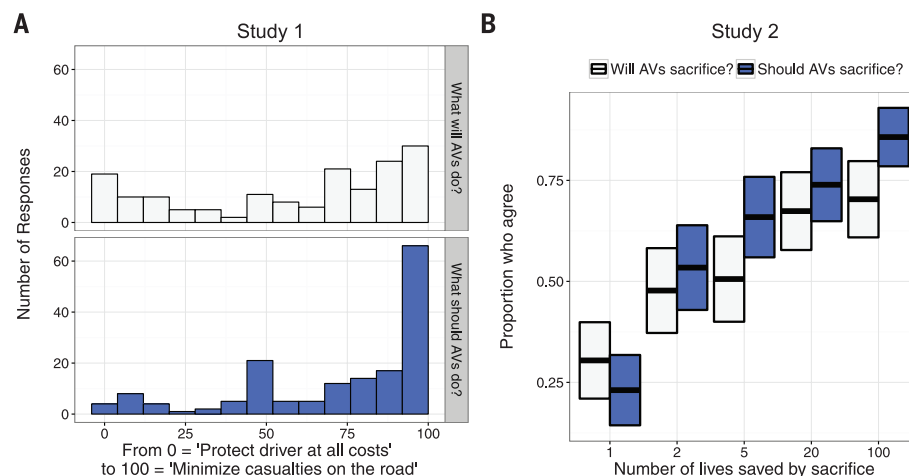 A
Study 1
Number of Responses
60
40
20
0
What will AVs do?
60
40
20
0
What should AVs do?
0 25 50 75 100
From 0 = 'Protect driver at all costs'
to 100 = 'Minimize casualties on the road'
B
Study 2
Will AVs sacrifice? Should AVs sacrifice?
Proportion who agree
0.75
0.50
0.25
1 2 5 20 100
Number of lives saved by sacrifice